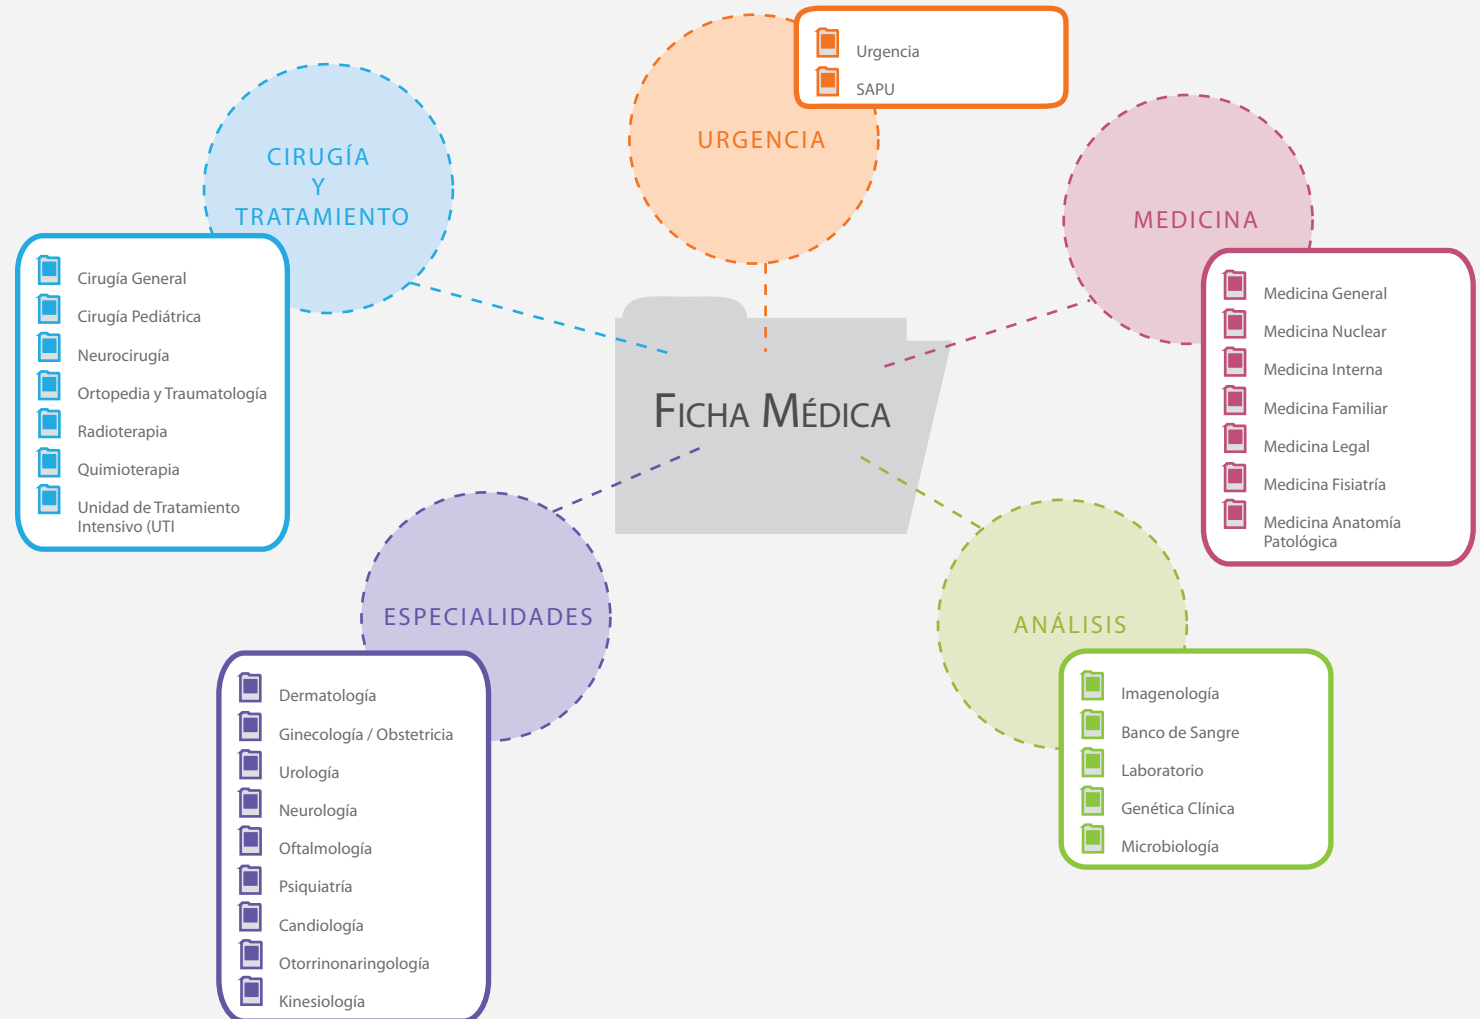 CIRUGÍA
Y
TRATAMIENTO
Cirugía General
Cirugía Pediátrica
Neurocirugía
Ortopedia y Traumatología
Radioterapia
Quimioterapia
Unidad de Tratamiento
Intensivo (UTI
URGENCIA
Urgencia
SAPU
MEDICINA
Medicina General
Medicina Nuclear
Medicina Interna
Medicina Familiar
Medicina Legal
Medicina Fisiatría
Medicina Anatomía
Patológica
FICHA MÉDICA
ESPECIALIDADES
Dermatología
Ginecología / Obstetricia
Urología
Neurología
Oftalmología
Psiquiatría
Candiología
Otorrinonaringología
Kinesiología
ANÁLISIS
Imagenología
Banco de Sangre
Laboratorio
Genética Clínica
Microbiología